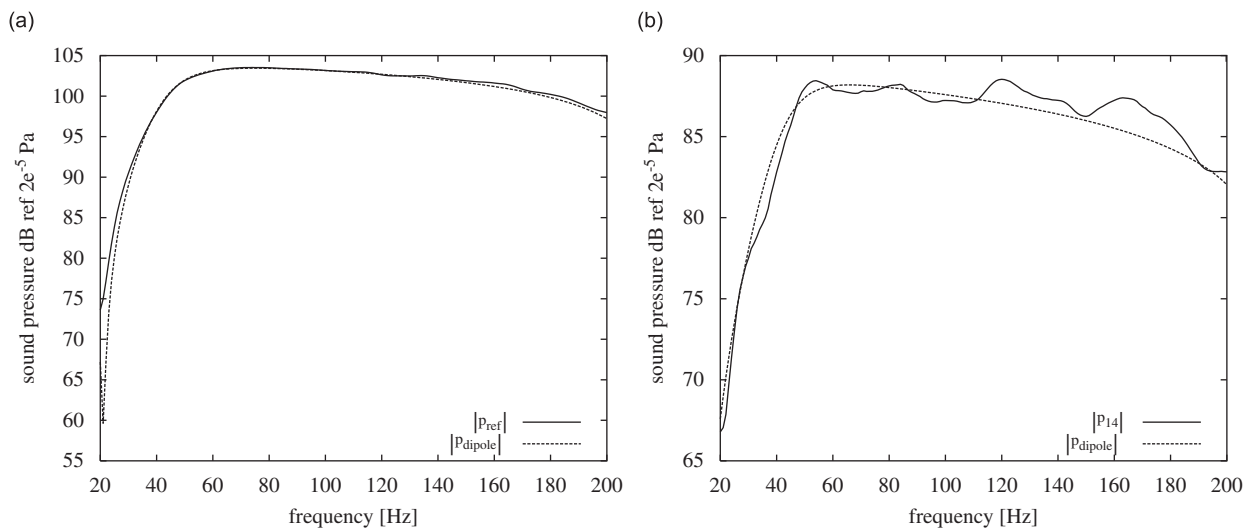 (a)
105
100
95
90
85
80
75
70
65
60
55
20 40 60 80 100 120 140 160 180 200
sound pressure dB ref 2e-5 Pa
frequency [Hz]
|pref|
|pdipole|
(b)
90
85
80
75
70
65
20 40 60 80 100 120 140 160 180 200
sound pressure dB ref 2e-5 Pa
frequency [Hz]
|p14|
|pdipole|